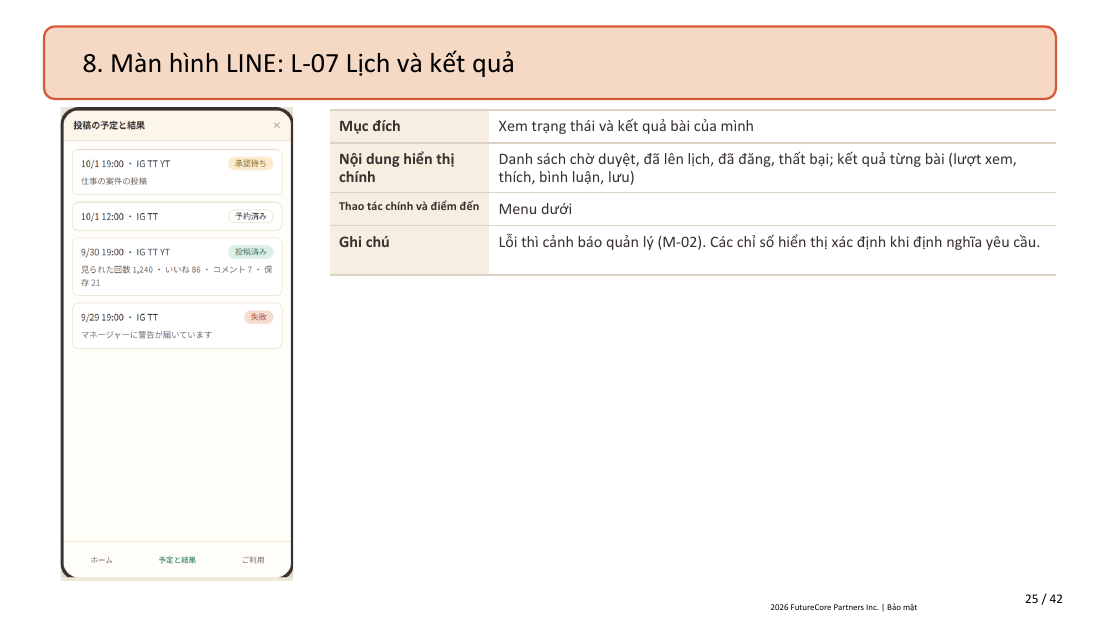 8. Màn hình LINE: L-07 Lịch và kết quả
投稿の予定と結果 ×
10/1 19:00 ・ IG TT YT 承認待ち
仕事の案件の投稿
10/1 12:00 ・ IG TT 予約済み
9/30 19:00 ・ IG TT YT 投稿済み
見られた回数 1,240 ・ いいね 86 ・ コメント 7 ・ 保
存 21
9/29 19:00 ・ IG TT 失敗
マネージャーに警告が届いています
ホーム 予定と結果 ご利用
Mục đích Xem trạng thái và kết quả bài của mình
Nội dung hiển thị
chính
Danh sách chờ duyệt, đã lên lịch, đã đăng, thất bại; kết quả từng bài (lượt xem,
thích, bình luận, lưu)
Thao tác chính và điểm đến Menu dưới
Ghi chú Lỗi thì cảnh báo quản lý (M-02). Các chỉ số hiển thị xác định khi định nghĩa yêu cầu.
2026 FutureCore Partners Inc. | Bảo mật
25 / 42